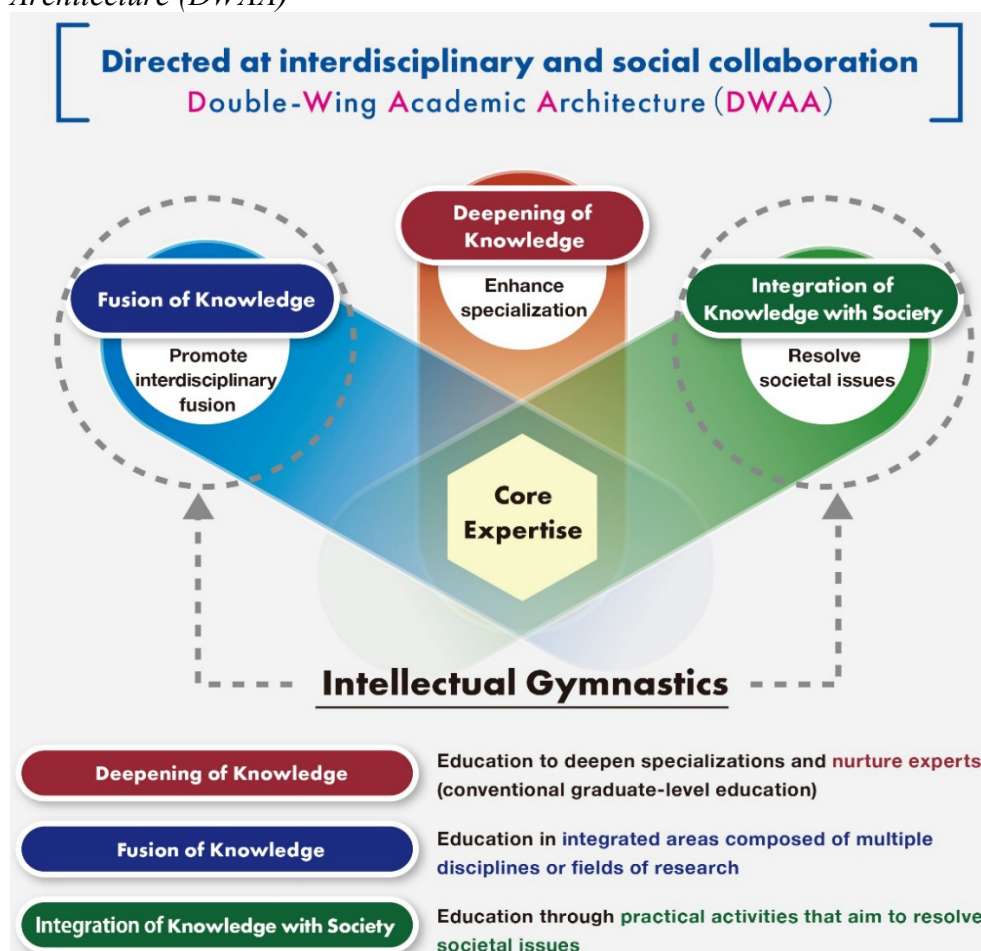 Architecture (DWAA)
Directed at interdisciplinary and social collaboration
Double-Wing Academic Architecture (DWAA)
Deepening of
Knowledge
Enhance
specialization
Fusion of Knowledge
Promote
interdisciplinary
fusion
Integration of
Knowledge with Society
Resolve
societal issues
Core
Expertise
Intellectual Gymnastics
Deepening of Knowledge
Education to deepen specializations and nurture experts
(conventional graduate-level education)
Fusion of Knowledge
Education in integrated areas composed of multiple
disciplines or fields of research
Integration of Knowledge with Society
Education through practical activities that aim to resolve
societal issues